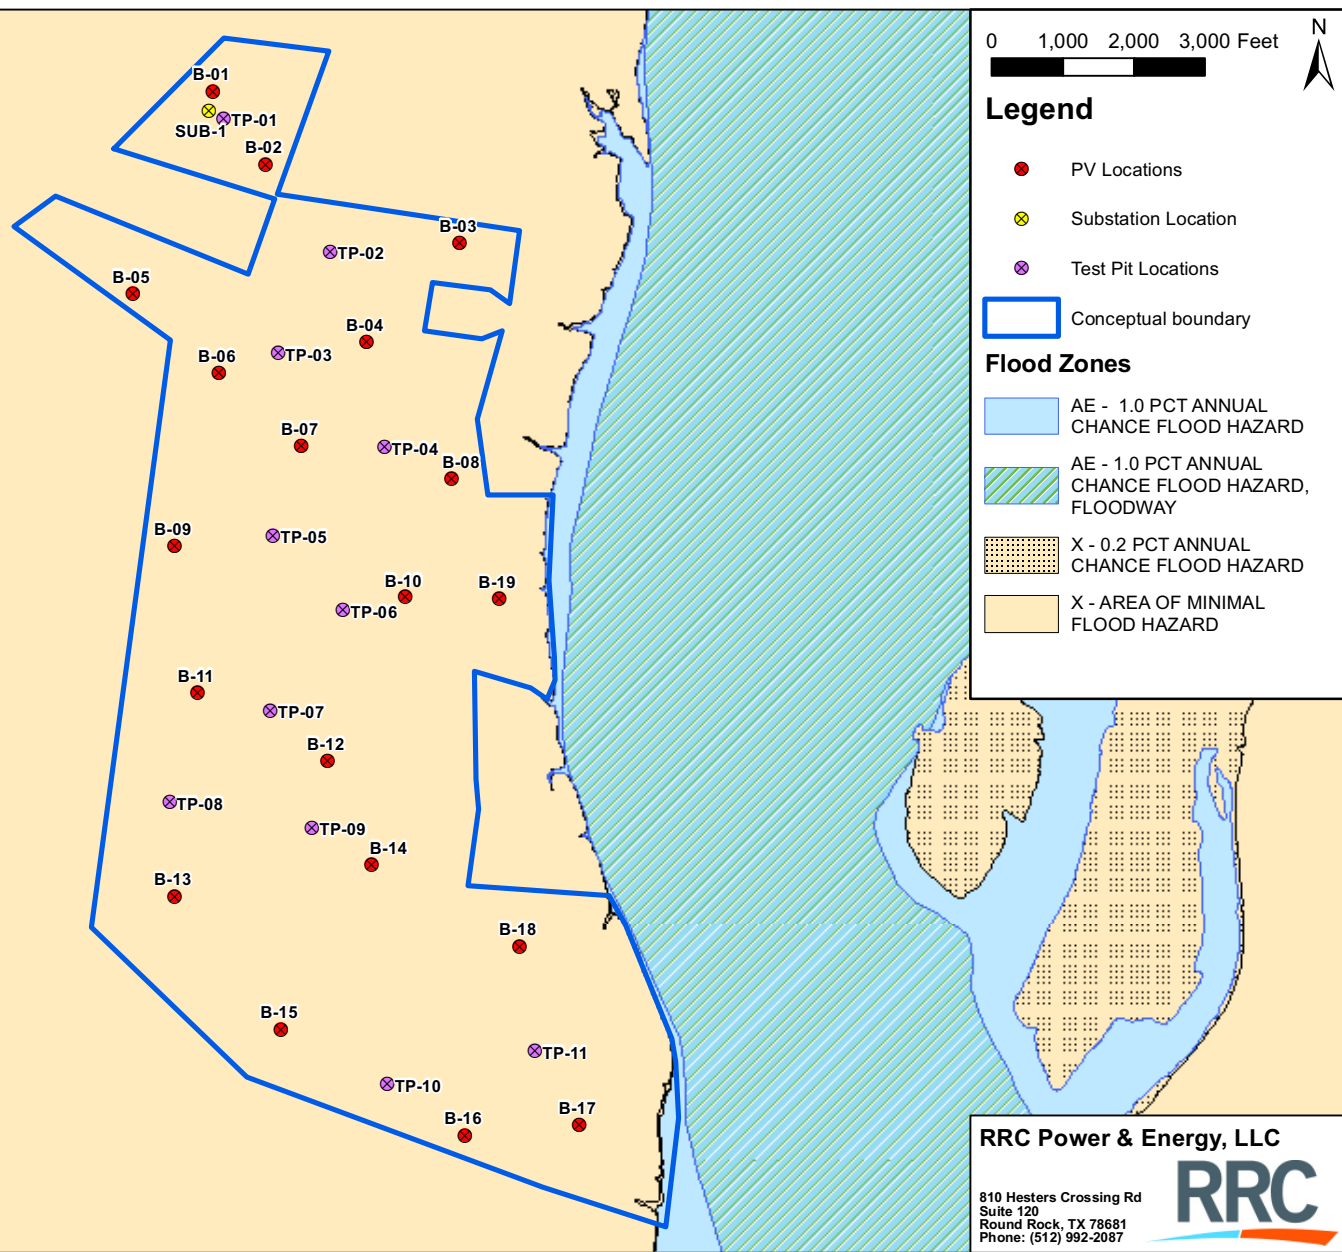 B-01
TP-01
SUB-1
B-02
B-03
TP-02
B-05
B-04
TP-03
B-06
B-07
TP-04
B-08
B-09
TP-05
B-10
B-19
TP-06
B-11
TP-07
B-12
TP-08
TP-09
B-14
B-13
B-18
B-15
TP-11
TP-10
B-16
B-17
0 1,000 2,000 3,000 Feet
N
Legend
PV Locations
Substation Location
Test Pit Locations
Conceptual boundary
Flood Zones
AE - 1.0 PCT ANNUAL
CHANCE FLOOD HAZARD
AE - 1.0 PCT ANNUAL
CHANCE FLOOD HAZARD,
FLOODWAY
X - 0.2 PCT ANNUAL
CHANCE FLOOD HAZARD
X - AREA OF MINIMAL
FLOOD HAZARD
RRC Power & Energy, LLC
810 Hesters Crossing Rd
Suite 120
Round Rock, TX 78681
Phone: (512) 992-2087
RRC